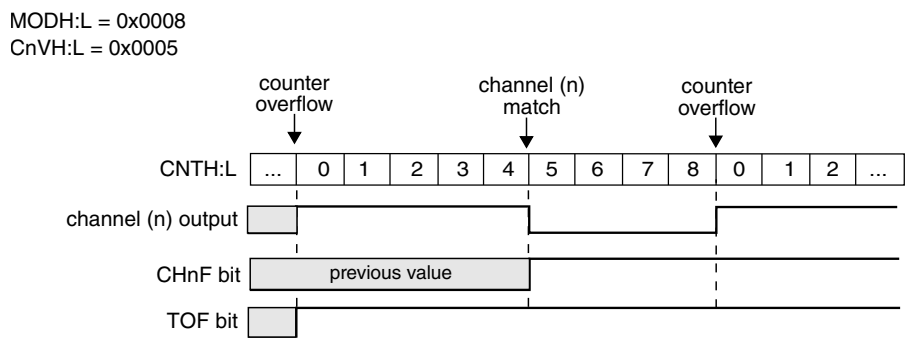 MODH:L = 0x0008
CnVH:L = 0x0005
counter overflow
channel (n) match
counter overflow
CNTH:L ... 0 1 2 3 4 5 6 7 8 0 1 2 ...
channel (n) output
CHnF bit previous value
TOF bit